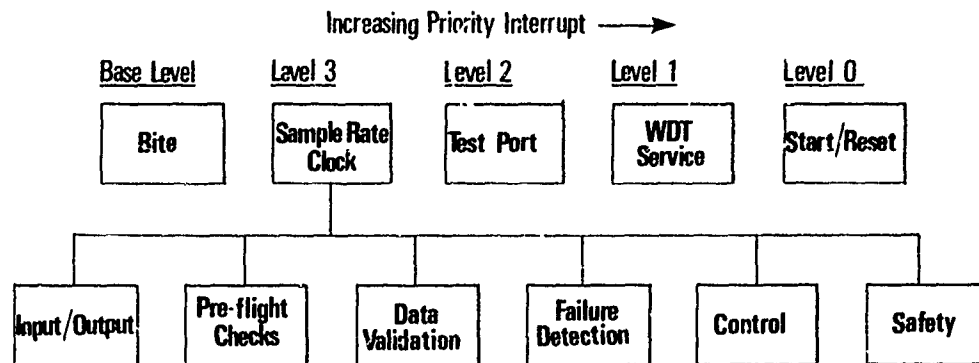 Increasing Priority Interrupt
Base Level Level 3 Level 2 Level 1 Level 0
Bite Sample Rate Clock Test Port WDT Service Start/Reset
Input/Output Pre-flight Checks Data Validation Failure Detection Control Safety